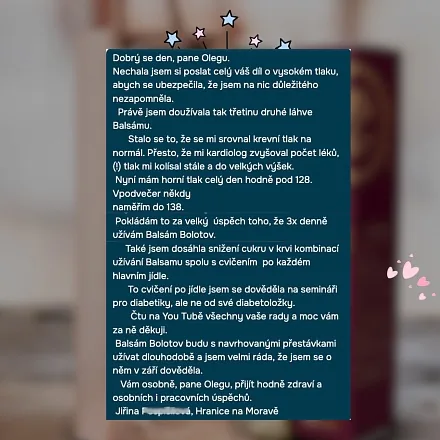 Dobrý se den, pane Olegu.
Nechala jsem si poslat celý váš díl o vysokém tlaku,
abych se ubezpečila, že jsem na nic důležitého
nezapomněla.
Právě jsem doužívala tak třetinu druhé láhve
Balsámu.
Stalo se to, že se mi srovnal krevní tlak na
normál. Přesto, že mi kardiolog zvyšoval počet léků,
(!) tlak mi kolísal stále a do velkých výšek.
Nyní mám horní tlak celý den hodně pod 128.
Vpodvečer někdy
naměřím do 138.
Pokládám to za velký úspěch toho, že 3x denně
užívám Balsám Bolotov.
Také jsem dosáhla snížení cukru v krvi kombinací
užívání Balsamu spolu s cvičením po každém
hlavním jídle.
To cvičení po jídle jsem se dověděla na semináři
pro diabetiky, ale ne od své diabetoložky.
Čtu na You Tubě všechny vaše rady a moc vám
za ně děkuji.
Balsám Bolotov budu s navrhovanými přestávkami
užívat dlouhodobě a jsem velmi ráda, že jsem se o
něm v září dověděla.
Vám osobně, pane Olegu, přijít hodně zdraví a
osobních i pracovních úspěchů.
Jiřina Hranice na Moravě